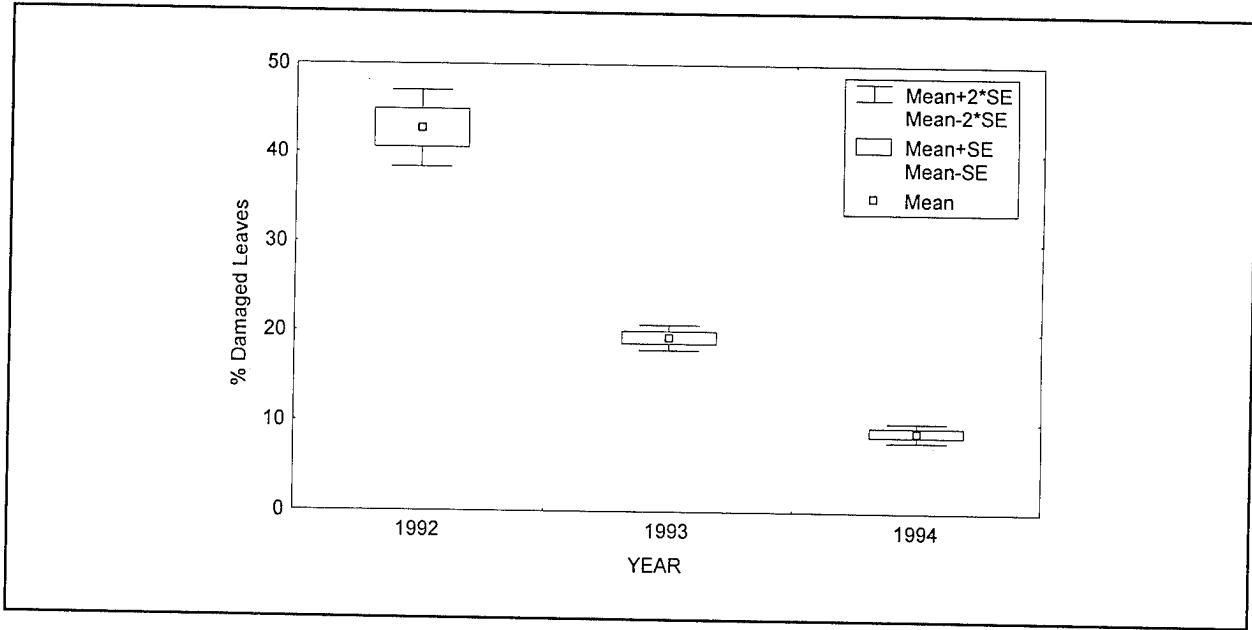 50
40
30
20
10
0
% Damaged Leaves
1992
1993
1994
YEAR
Mean+2*SE
Mean-2*SE
Mean+SE
Mean-SE
Mean